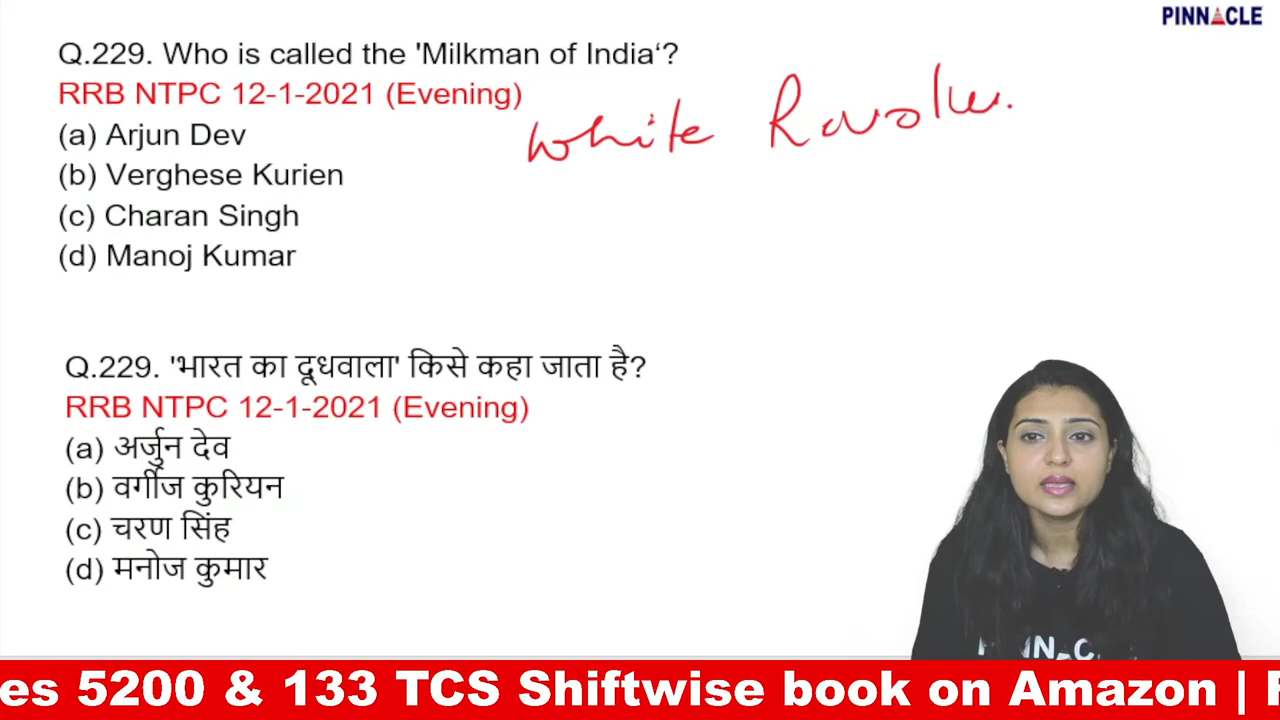 PINNACLE
Q.229. Who is called the 'Milkman of India‘?
RRB NTPC 12-1-2021 (Evening)
White Revolu.
(a) Arjun Dev
(b) Verghese Kurien
(c) Charan Singh
(d) Manoj Kumar
Q.229. 'भारत का दूधवाला' किसे कहा जाता है?
RRB NTPC 12-1-2021 (Evening)
(a) अर्जुन देव
(b) वर्गीज कुरियन
(c) चरण सिंह
(d) मनोज कुमार
es 5200 & 133 TCS Shiftwise book on Amazon |